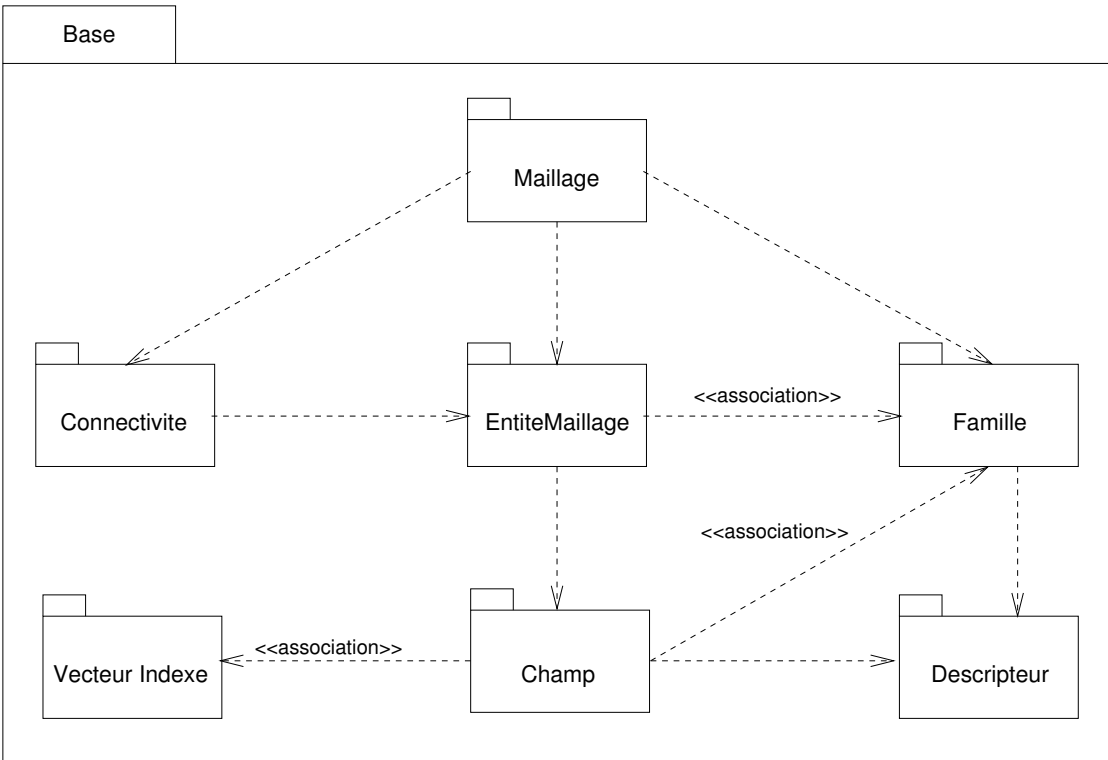 Base
Maillage
<<association>>
Connectivite
EntiteMaillage
Famille
<<association>>
<<association>>
Vecteur Indexe
Champ
Descripteur